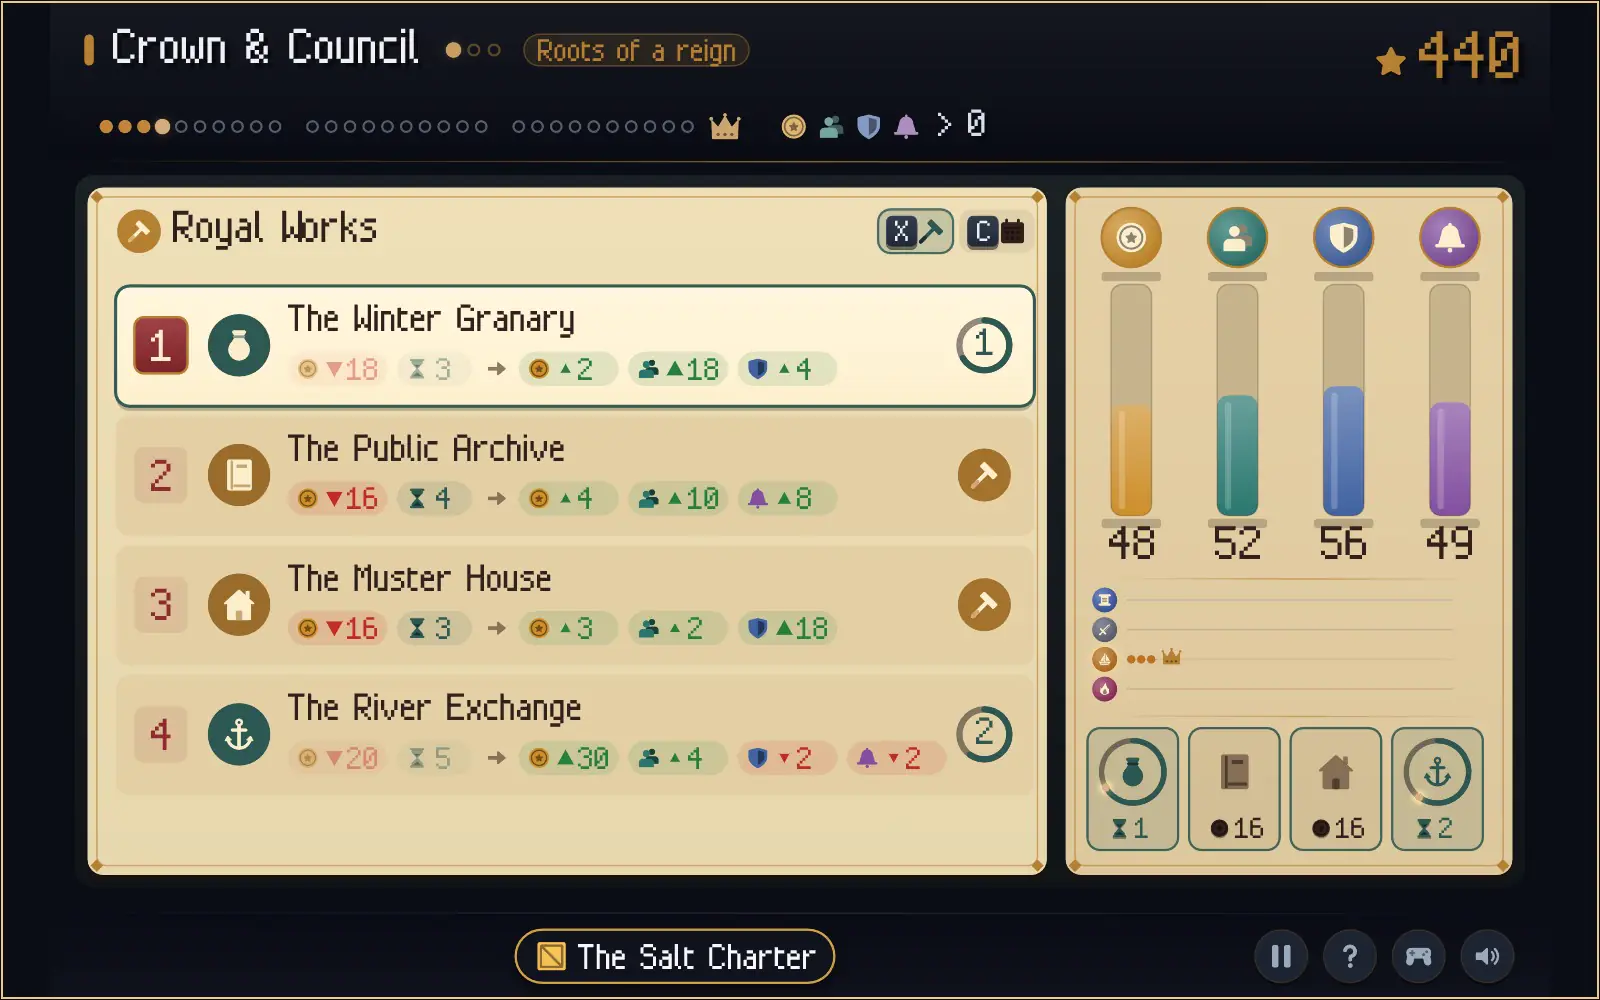 Crown & Council
Roots of a reign
440
> 0
Royal Works
X
C
1
The Winter Granary
▼18
3
→
▲2
▲18
▲4
1
2
The Public Archive
▼16
4
→
▲4
▲10
▲8
3
The Muster House
▼16
3
→
▲3
▲2
▲18
4
The River Exchange
▼20
5
→
▲30
▲4
▼2
▼2
2
48 52 56 49
1 16 16 2
The Salt Charter
?